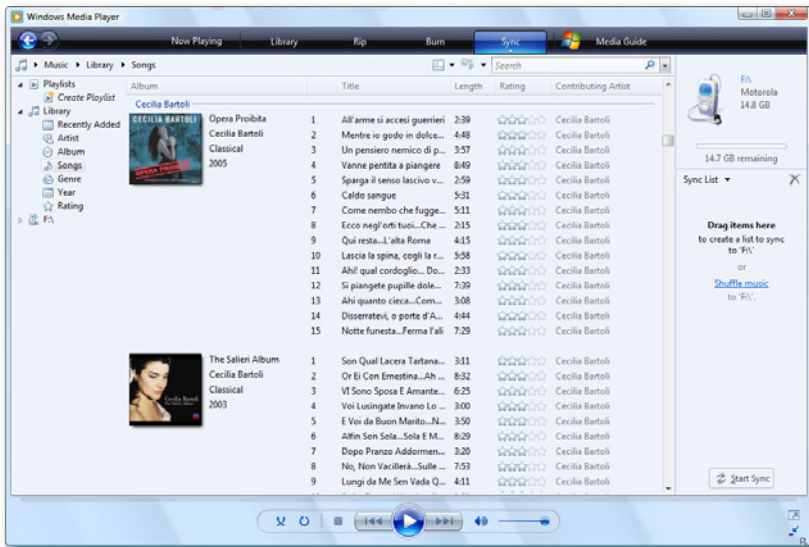 Windows Media Player
Now Playing Library Rip Burn Sync Media Guide
Music Library Songs Search
Playlists
Create Playlist
Library
Recently Added
Artist
Album
Songs
Genre
Year
Rating
F:\
Album Title Length Rating Contributing Artist
Cecilia Bartoli
CECILIA BARTOLI
OPERA PROIBITA
Opera Proibita
Cecilia Bartoli
Classical
2005
1 All'arme si accesi guerrieri 2:39 Cecilia Bartoli
2 Mentre io godo in dolce... 4:48 Cecilia Bartoli
3 Un pensiero nemico di p... 3:57 Cecilia Bartoli
4 Vanne pentita a piangere 8:49 Cecilia Bartoli
5 Sparga il senso lascivo v... 2:59 Cecilia Bartoli
6 Caldo sangue 5:31 Cecilia Bartoli
7 Come nembo che fugge... 5:11 Cecilia Bartoli
8 Ecco negl'orti tuoi...Che ... 2:15 Cecilia Bartoli
9 Qui resta...L'alta Roma 4:15 Cecilia Bartoli
10 Lascia la spina, cogli la r... 5:58 Cecilia Bartoli
11 Ahi! qual cordoglio... Do... 2:33 Cecilia Bartoli
12 Si piangete pupille dole... 7:39 Cecilia Bartoli
13 Ahi quanto cieca...Com... 3:08 Cecilia Bartoli
14 Disserratevi, o porte d'A... 4:44 Cecilia Bartoli
15 Notte funesta...Ferma l'ali 7:29 Cecilia Bartoli
Cecilia Bartoli
The Salieri Album
The Salieri Album
Cecilia Bartoli
Classical
2003
1 Son Qual Lacera Tartana... 3:11 Cecilia Bartoli
2 Or Ei Con Ernestina...Ah ... 8:32 Cecilia Bartoli
3 VI Sono Sposa E Amante... 6:25 Cecilia Bartoli
4 Voi Lusingate Invano Lo ... 3:00 Cecilia Bartoli
5 E Voi da Buon Marito...N... 3:50 Cecilia Bartoli
6 Alfin Son Sola...Sola E M... 8:29 Cecilia Bartoli
7 Dopo Pranzo Addormen... 3:20 Cecilia Bartoli
8 No, Non Vacillerà...Sulle ... 7:53 Cecilia Bartoli
9 Lungi da Me Sen Vada Q... 4:11 Cecilia Bartoli
F:\
Motorola
14.8 GB
14.7 GB remaining
Sync List
Drag items here
to create a list to sync
to 'F:\'
or
Shuffle music
to 'F:\'.
Start Sync